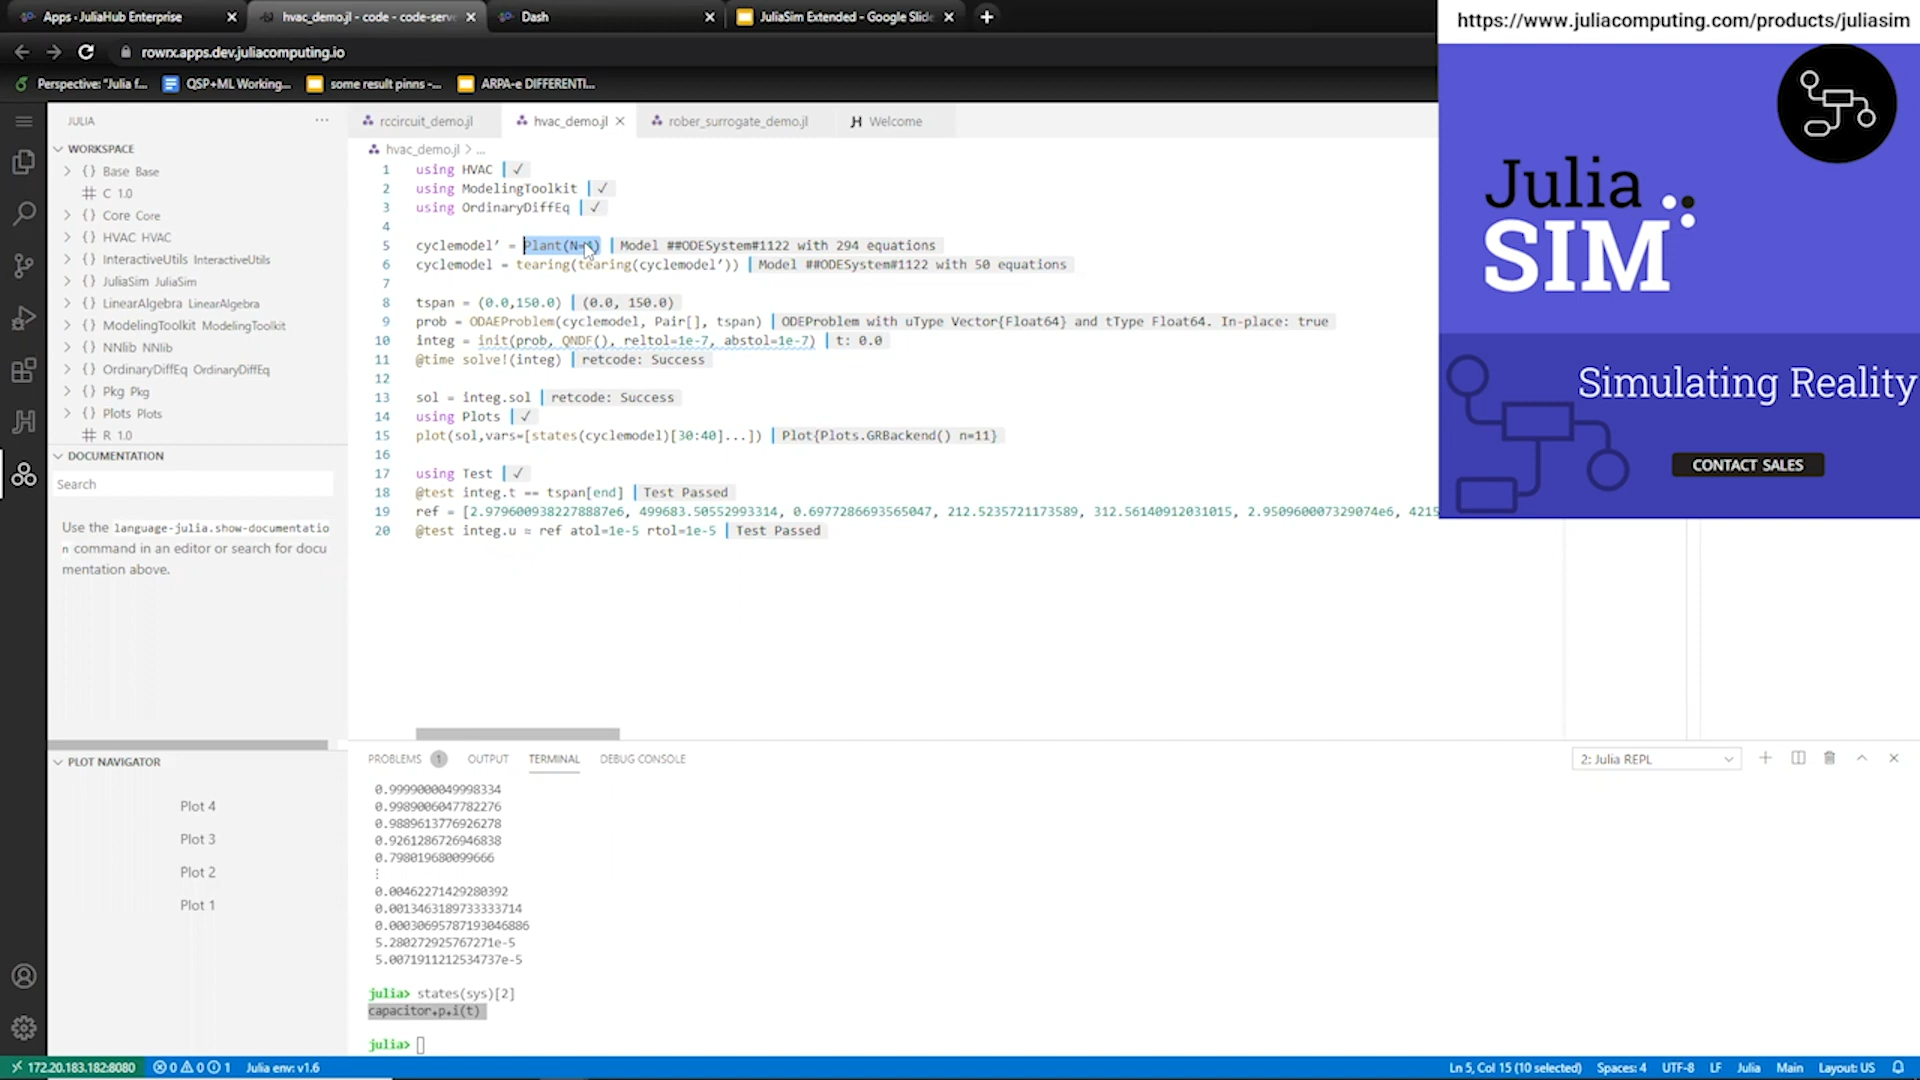 Apps - JuliaHub Enterprise
hvac_demo.jl - code - code-serv
Dash
JuliaSim Extended - Google Slide
rowrx.apps.dev.juliacomputing.io
Perspective: "Julia f...
QSP+ML Working...
some result pinns -...
ARPA-e DIFFERENTI...
https://www.juliacomputing.com/products/juliasim
Julia
SIM
Simulating Reality
CONTACT SALES
JULIA
WORKSPACE
Base Base
C 1.0
Core Core
HVAC HVAC
InteractiveUtils InteractiveUtils
JuliaSim JuliaSim
LinearAlgebra LinearAlgebra
ModelingToolkit ModelingToolkit
NNlib NNlib
OrdinaryDiffEq OrdinaryDiffEq
Pkg Pkg
Plots Plots
R 1.0
DOCUMENTATION
Search
Use the language-julia.show-documentatio
n command in an editor or search for docu
mentation above.
PLOT NAVIGATOR
Plot 4
Plot 3
Plot 2
Plot 1
rccircuit_demo.jl
hvac_demo.jl
rober_surrogate_demo.jl
Welcome
hvac_demo.jl > ...
1 using HVAC ✓
2 using ModelingToolkit ✓
3 using OrdinaryDiffEq ✓
4
5 cyclemodel' = Plant(N=4) Model ##ODESystem#1122 with 294 equations
6 cyclemodel = tearing(tearing(cyclemodel')) Model ##ODESystem#1122 with 50 equations
7
8 tspan = (0.0,150.0) (0.0, 150.0)
9 prob = ODAEProblem(cyclemodel, Pair[], tspan) ODEProblem with uType Vector{Float64} and tType Float64. In-place: true
10 integ = init(prob, QNDF(), reltol=1e-7, abstol=1e-7) t: 0.0
11 @time solve!(integ) retcode: Success
12
13 sol = integ.sol retcode: Success
14 using Plots ✓
15 plot(sol,vars=[states(cyclemodel)[30:40]...]) Plot{Plots.GRBackend() n=11}
16
17 using Test ✓
18 @test integ.t == tspan[end] Test Passed
19 ref = [2.9796009382278887e6, 499683.50552993314, 0.6977286693565047, 212.5235721173589, 312.56140912031015, 2.950960007329074e6, 4215
20 @test integ.u ≈ ref atol=1e-5 rtol=1e-5 Test Passed
PROBLEMS 1
OUTPUT
TERMINAL
DEBUG CONSOLE
2: Julia REPL
0.9999000049998334
0.9989006047782276
0.9889613776926278
0.9261286726946838
0.798019680099666
⋮
0.00462271429280392
0.0013463189733333714
0.00030695787193046886
5.280272925767271e-5
5.0071911212534737e-5
julia> states(sys)[2]
capacitor₊p₊i(t)
julia>
172.20.183.182:8080
0 0 1
Julia env: v1.6
Ln 5, Col 15 (10 selected)
Spaces: 4
UTF-8
LF
Julia
Main
Layout: US